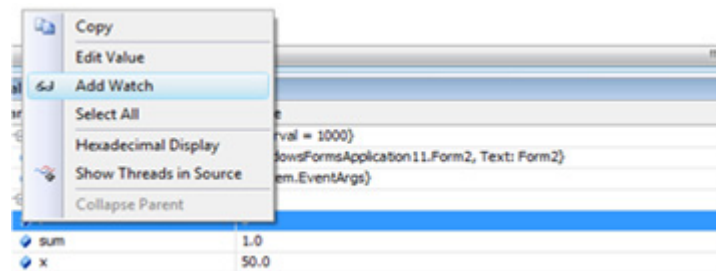 Copy
Edit Value
Add Watch
Select All
Hexadecimal Display
rval = 1000}
dowsFormsApplication11.Form2, Text: Form2}
Show Threads in Source
em.EventArgs}
Collapse Parent
sum 1.0
x 50.0